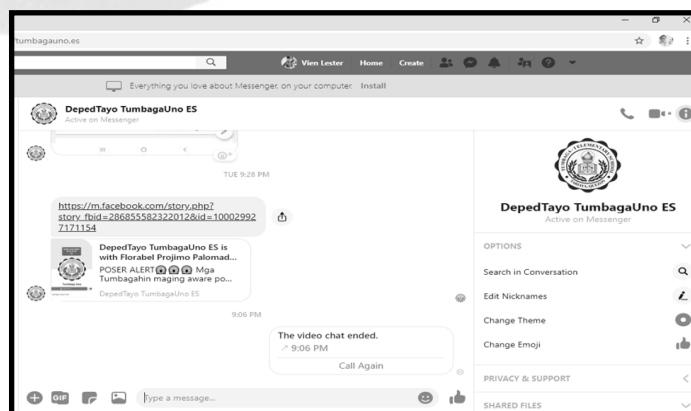 tumbagauno.es
Vien Lester Home Create
Everything you love about Messenger, on your computer. Install
DepedTayo TumbagaUno ES
Active on Messenger
TUE 9:28 PM
https://m.facebook.com/story.php?
story_fbid=286855582322012&id=10002992
7171154
DepedTayo TumbagaUno ES is
with Florabel Projimo Palomad...
POSER ALERT Mga
Tumbagahin maging aware po...
DepedTayo TumbagaUno ES
9:06 PM
The video chat ended.
9:06 PM
Call Again
GIF
Type a message...
DepedTayo TumbagaUno ES
Active on Messenger
OPTIONS
Search in Conversation
Edit Nicknames
Change Theme
Change Emoji
PRIVACY & SUPPORT
SHARED FILES